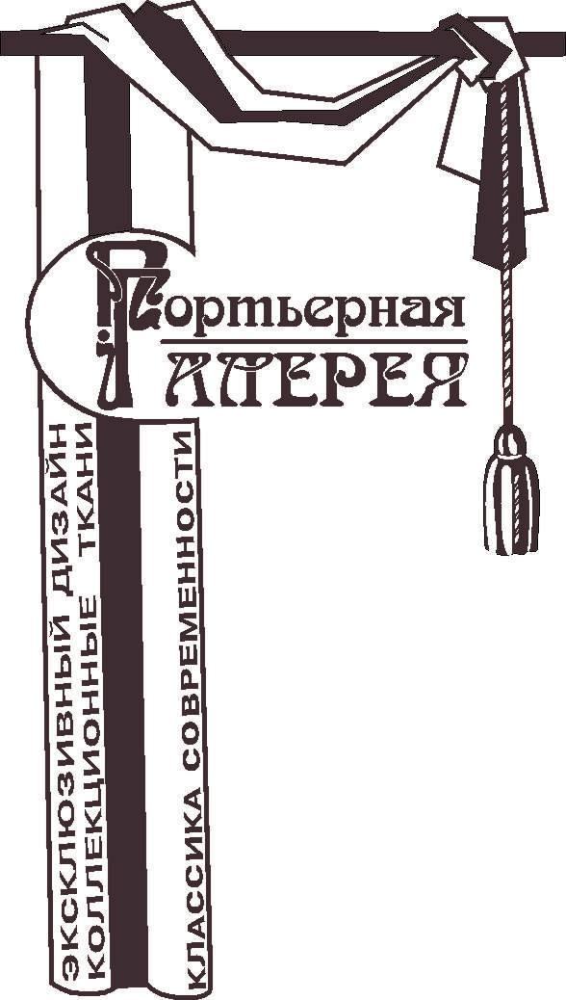 Портьерная
ГАЛЕРЕЯ
ЭКСКЛЮЗИВНЫЙ ДИЗАЙН
КОЛЛЕКЦИОННЫЕ ТКАНИ
КЛАССИКА СОВРЕМЕННОСТИ